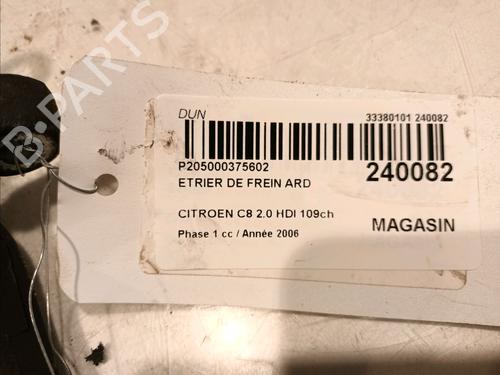 B-PARTS
DUN
33380101 240082
P205000375602
240082
ETRIER DE FREIN ARD
CITROEN C8 2.0 HDI 109ch
MAGASIN
Phase 1 cc / Année 2006